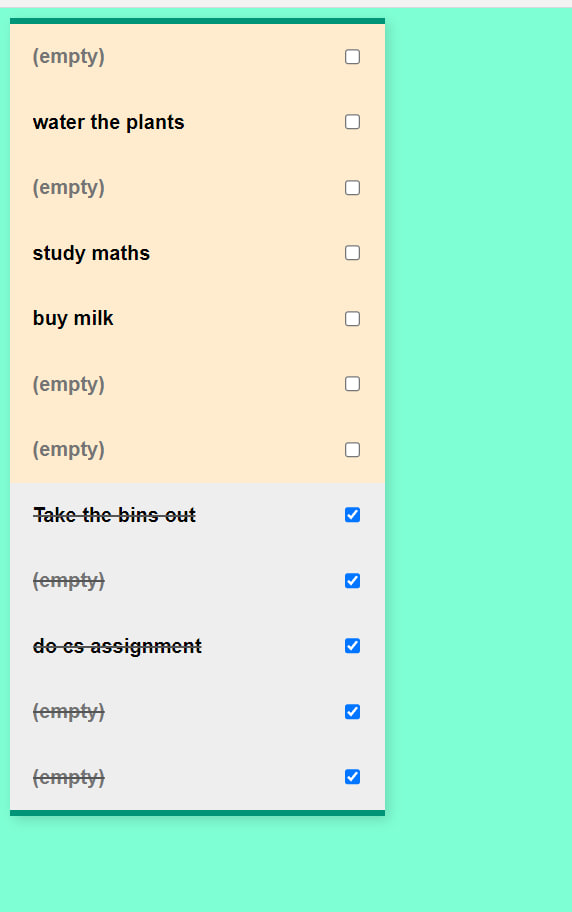 (empty)
water the plants
(empty)
study maths
buy milk
(empty)
(empty)
Take the bins out
(empty)
do cs assignment
(empty)
(empty)